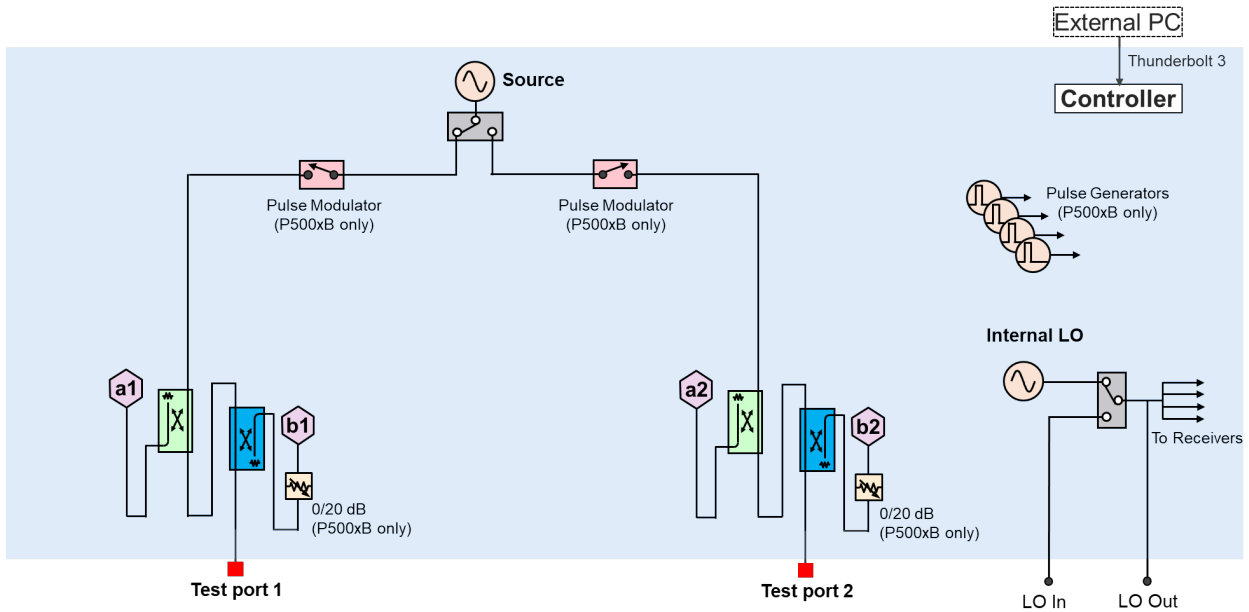 External PC
Thunderbolt 3
Controller
Source
Pulse Modulator
(P500xB only)
Pulse Modulator
(P500xB only)
Pulse Generators
(P500xB only)
Internal LO
To Receivers
a1
b1
0/20 dB
(P500xB only)
a2
b2
0/20 dB
(P500xB only)
Test port 1
Test port 2
LO In
LO Out